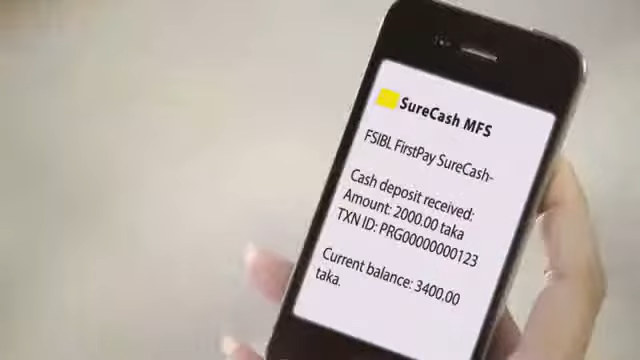 SureCash MFS
FSIBL FirstPay SureCash-
Cash deposit received:
Amount: 2000.00 taka
TXN ID: PRG00000000123
Current balance: 3400.00
taka.